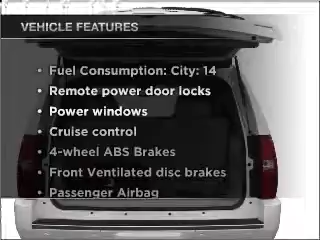 VEHICLE FEATURES
• Fuel Consumption: City: 14
• Remote power door locks
• Power windows
• Cruise control
• 4-wheel ABS Brakes
• Front Ventilated disc brakes
• Passenger Airbag